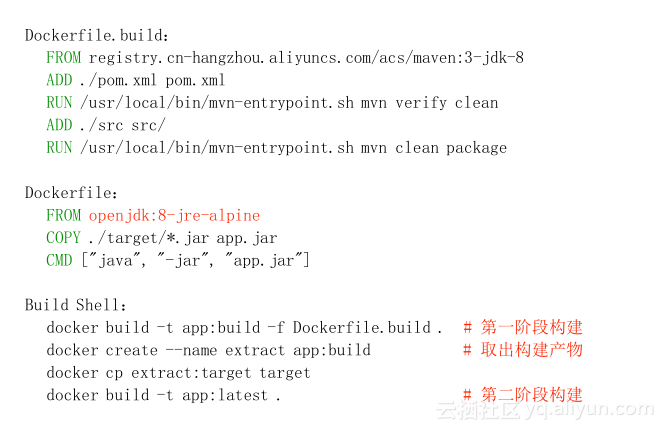 Dockerfile.build：
FROM registry.cn-hangzhou.aliyuncs.com/acs/maven:3-jdk-8
ADD ./pom.xml pom.xml
RUN /usr/local/bin/mvn-entrypoint.sh mvn verify clean
ADD ./src src/
RUN /usr/local/bin/mvn-entrypoint.sh mvn clean package
Dockerfile：
FROM openjdk:8-jre-alpine
COPY ./target/*.jar app.jar
CMD ["java", "-jar", "app.jar"]
Build Shell：
docker build -t app:build -f Dockerfile.build . # 第一阶段构建
docker create --name extract app:build # 取出构建产物
docker cp extract:target target
docker build -t app:latest . # 第二阶段构建
云栖社区 yq.aliyun.com